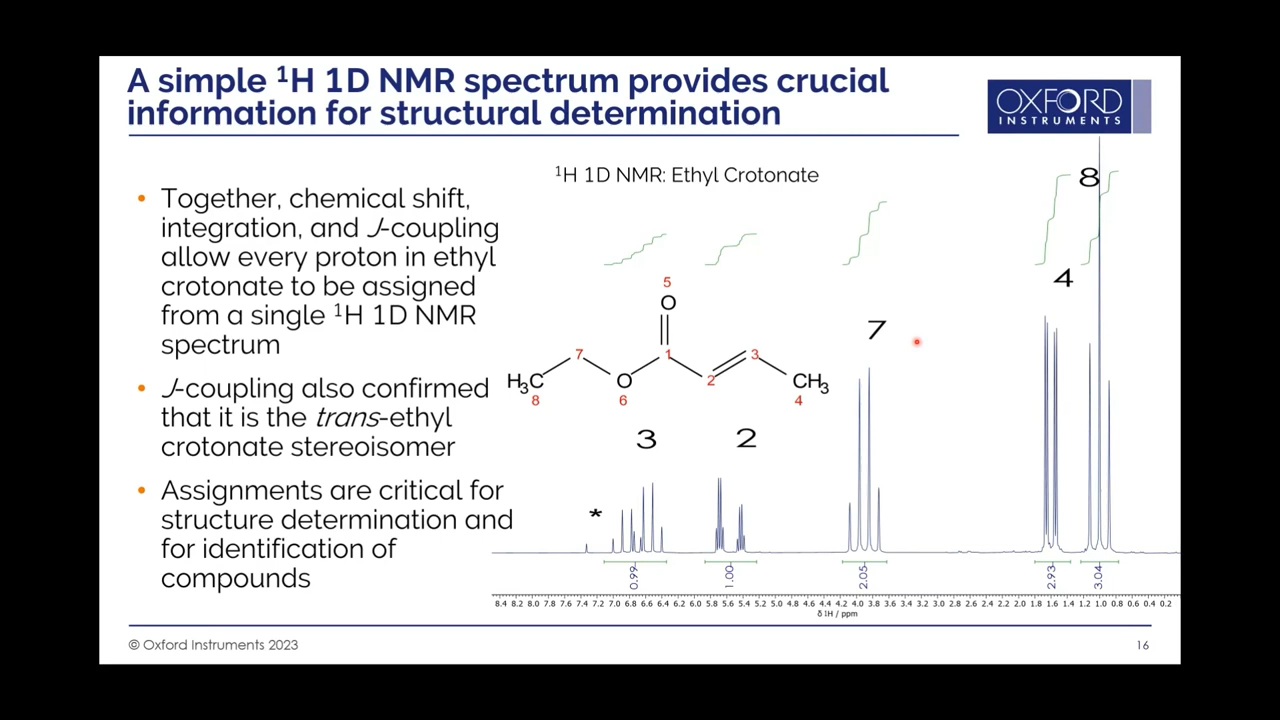 A simple ¹H 1D NMR spectrum provides crucial
information for structural determination
OXFORD
INSTRUMENTS
¹H 1D NMR: Ethyl Crotonate
• Together, chemical shift,
integration, and J-coupling
allow every proton in ethyl
crotonate to be assigned
from a single ¹H 1D NMR
spectrum
• J-coupling also confirmed
that it is the trans-ethyl
crotonate stereoisomer
• Assignments are critical for
structure determination and
for identification of
compounds
8
4
7
3
2
*
5
O
7
1
3
H₃C
O
2
CH₃
8
6
4
0.99
1.00
2.05
2.93
3.04
8.4 8.2 8.0 7.8 7.6 7.4 7.2 7.0 6.8 6.6 6.4 6.2 6.0 5.8 5.6 5.4 5.2 5.0 4.8 4.6 4.4 4.2 4.0 3.8 3.6 3.4 3.2 3.0 2.8 2.6 2.4 2.2 2.0 1.8 1.6 1.4 1.2 1.0 0.8 0.6 0.4 0.2
δ 1H / ppm
© Oxford Instruments 2023
16